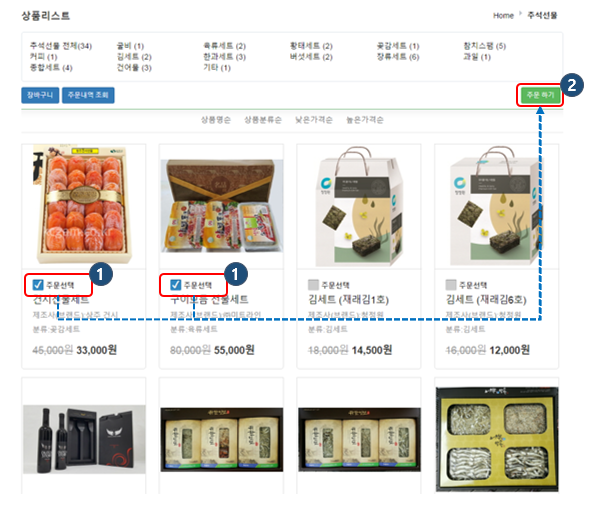 상품리스트
Home > 추석선물
추석선물 전체(34) 굴비 (1) 육류세트 (2) 황태세트 (2) 곶감세트 (1) 참치스팸 (5)
커피 (1) 김세트 (2) 한과세트 (3) 버섯세트 (2) 장류세트 (6) 과일 (1)
종합세트 (4) 건어물 (3) 기타 (1)
장바구니 주문내역 조회 주문 하기 2
상품명순 상품분류순 낮은가격순 높은가격순
주문선택 1 주문선택 1 주문선택 주문선택
건시선물세트 구이모음 선물세트 김세트 (재래김1호) 김세트 (재래김6호)
제조사(브랜드) 상주 건시 제조사(브랜드) 제조사(브랜드) 청정원 제조사(브랜드) 청정원
분류:곶감세트 분류:육류세트 분류:김세트 분류:김세트
45,000원 33,000원 80,000원 55,000원 18,000원 14,500원 16,000원 12,000원